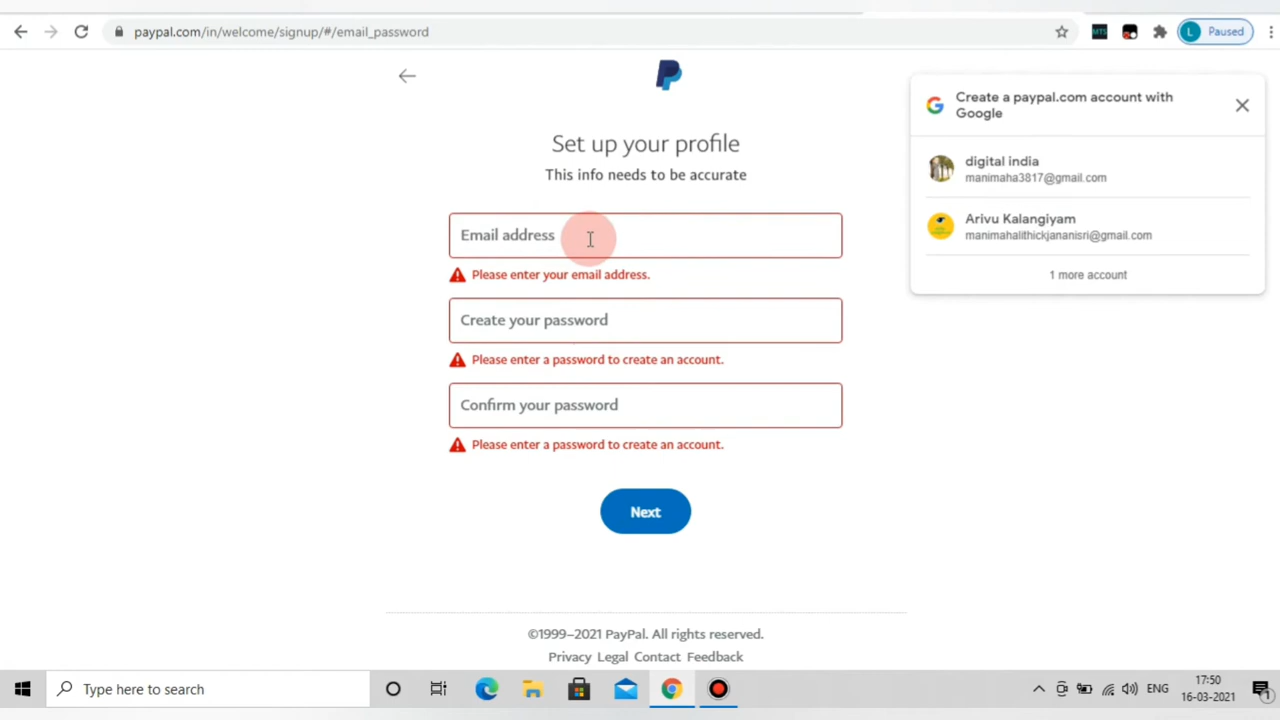 paypal.com/in/welcome/signup/#/email_password
MTS
L
Paused
Create a paypal.com account with
Google
digital india
manimaha3817@gmail.com
Arivu Kalangiyam
manimahalithickjananisri@gmail.com
1 more account
Set up your profile
This info needs to be accurate
Email address
Please enter your email address.
Create your password
Please enter a password to create an account.
Confirm your password
Please enter a password to create an account.
Next
©1999–2021 PayPal. All rights reserved.
Privacy Legal Contact Feedback
Type here to search
ENG
17:50
16-03-2021
1